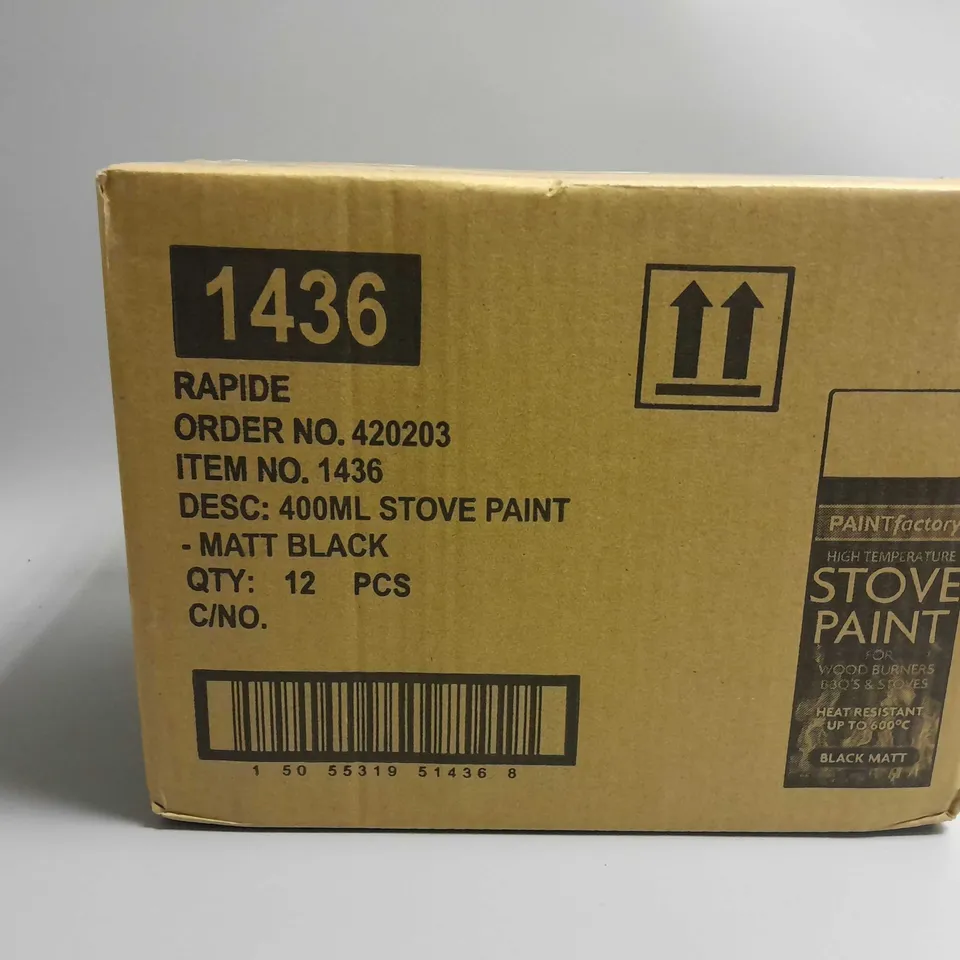 1436
RAPIDE
ORDER NO. 420203
ITEM NO. 1436
DESC: 400ML STOVE PAINT
- MATT BLACK
QTY: 12 PCS
C/NO.
1 50 55319 51436 8
PAINTfactory
HIGH TEMPERATURE
STOVE
PAINT
FOR
WOOD BURNERS
BBQ'S & STOVES
HEAT RESISTANT
UP TO 600°C
BLACK MATT